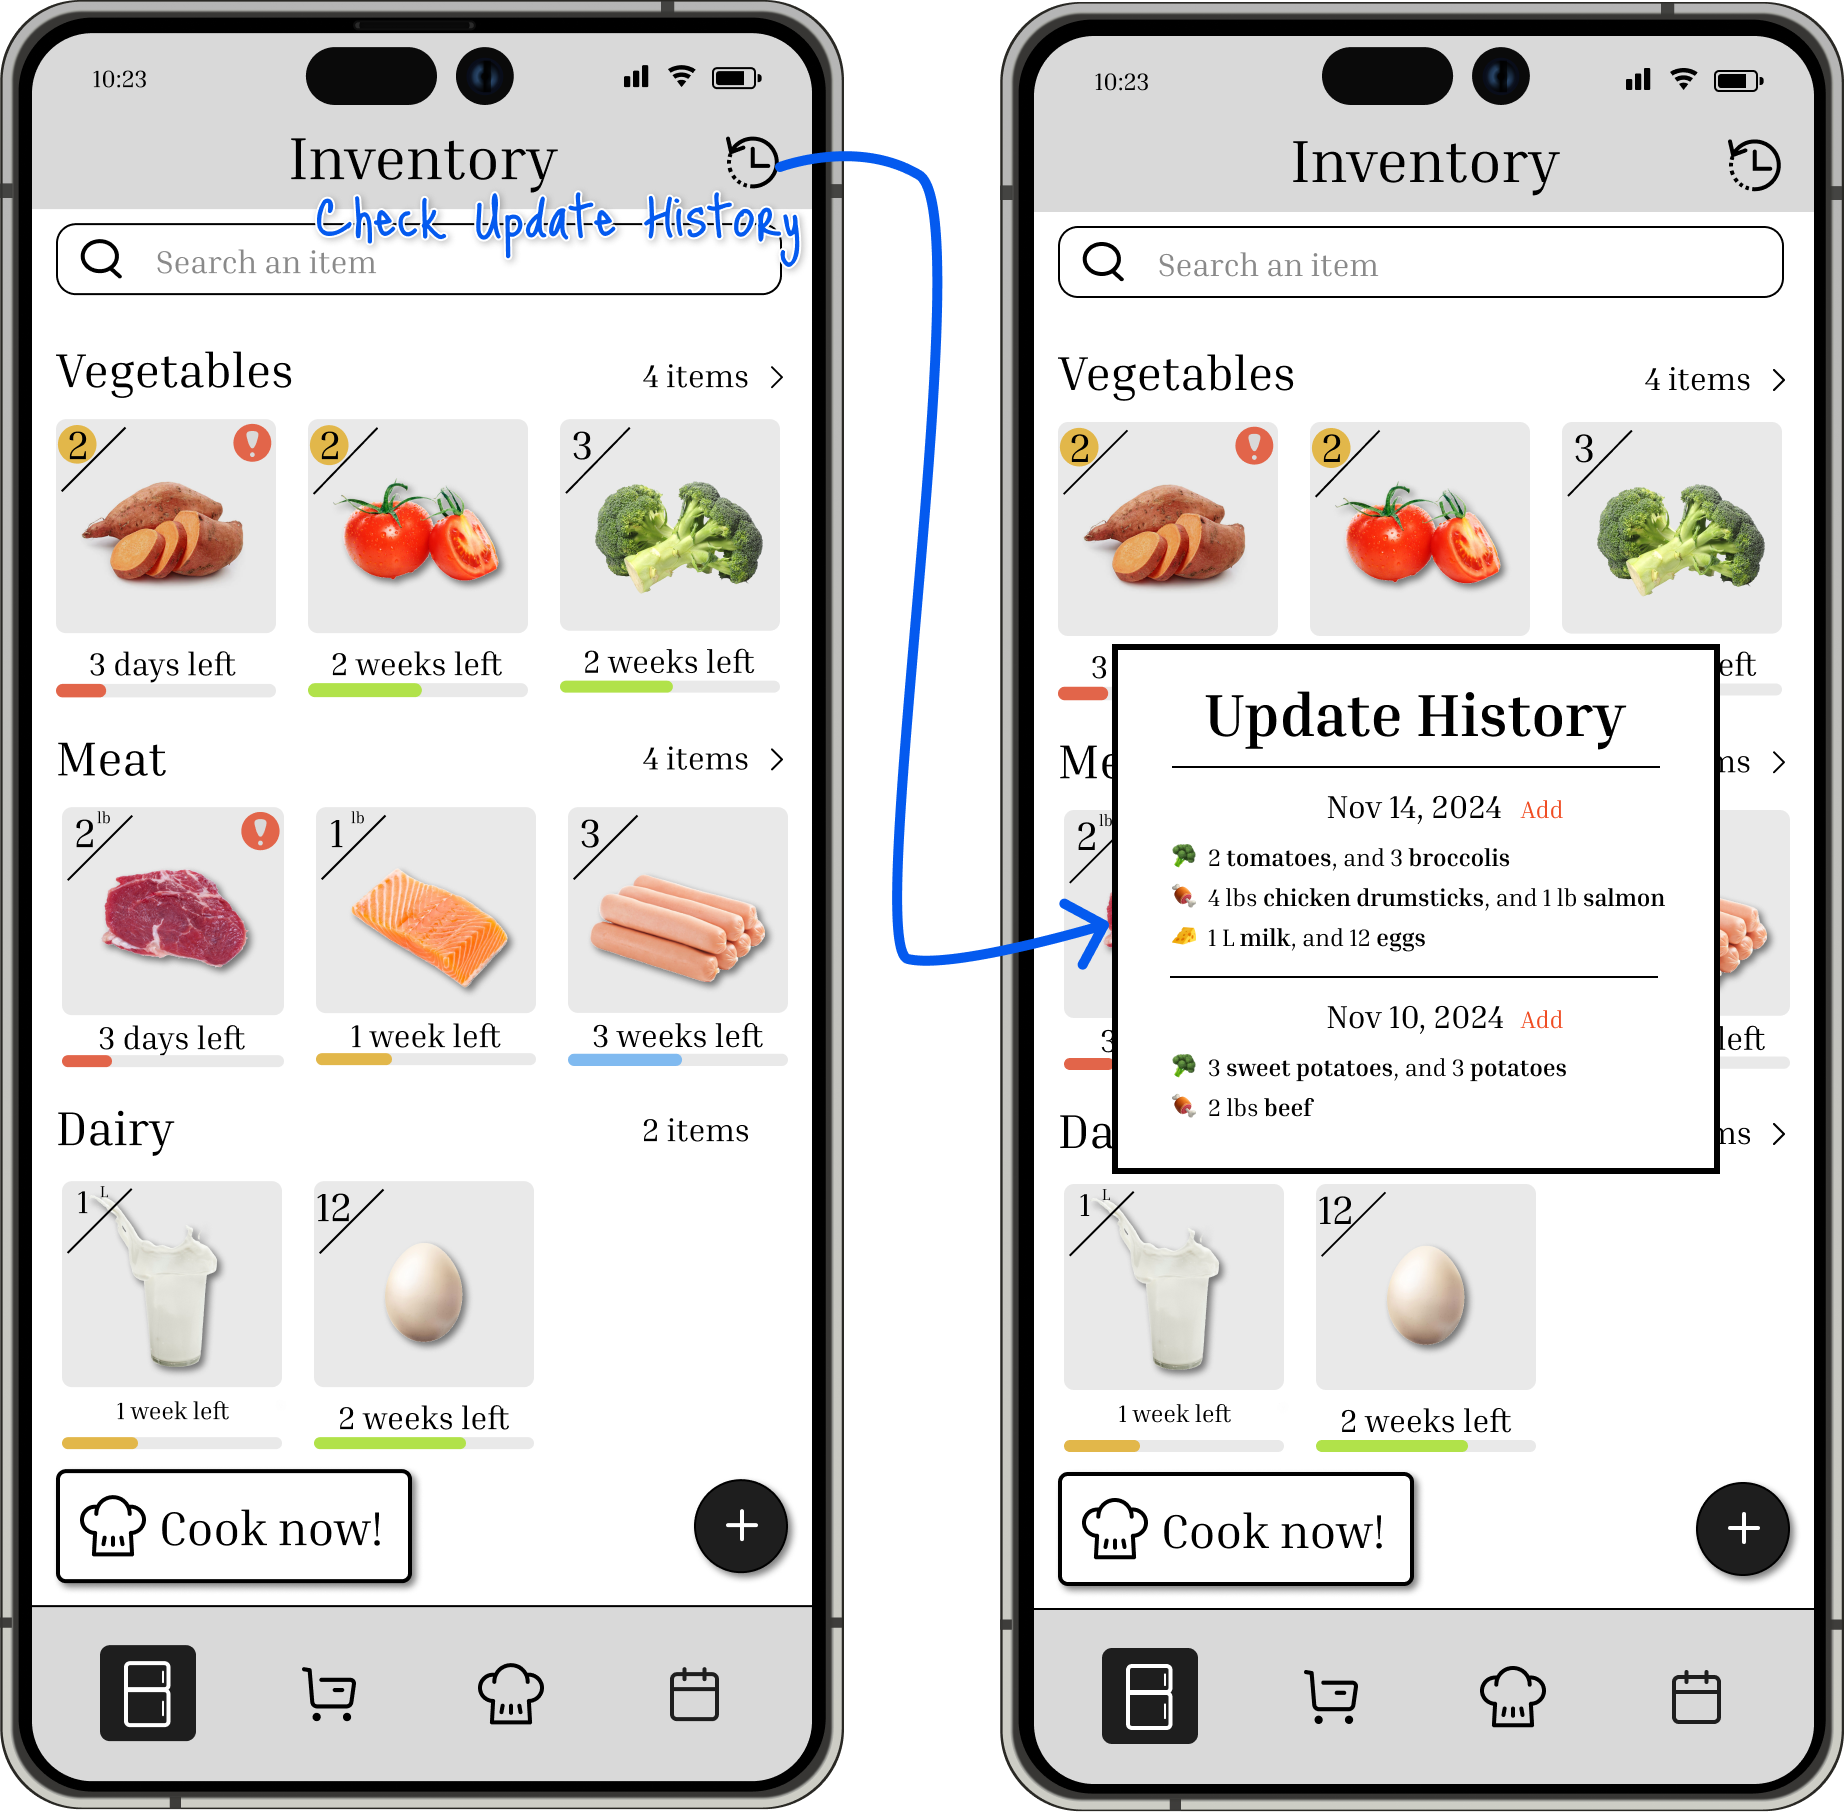 10:23
Inventory
Check Update History
Search an item
Vegetables
4 items
2
2
3
3 days left
2 weeks left
2 weeks left
Meat
4 items
2 lb
1 lb
3
3 days left
1 week left
3 weeks left
Dairy
2 items
1 L
12
1 week left
2 weeks left
Cook now!
10:23
Inventory
Search an item
Vegetables
4 items
2
2
3
3
eft
Me
ms
2 lb
3
left
Da
ms
Update History
Nov 14, 2024 Add
2 tomatoes, and 3 broccolis
4 lbs chicken drumsticks, and 1 lb salmon
1 L milk, and 12 eggs
Nov 10, 2024 Add
3 sweet potatoes, and 3 potatoes
2 lbs beef
1 L
12
1 week left
2 weeks left
Cook now!